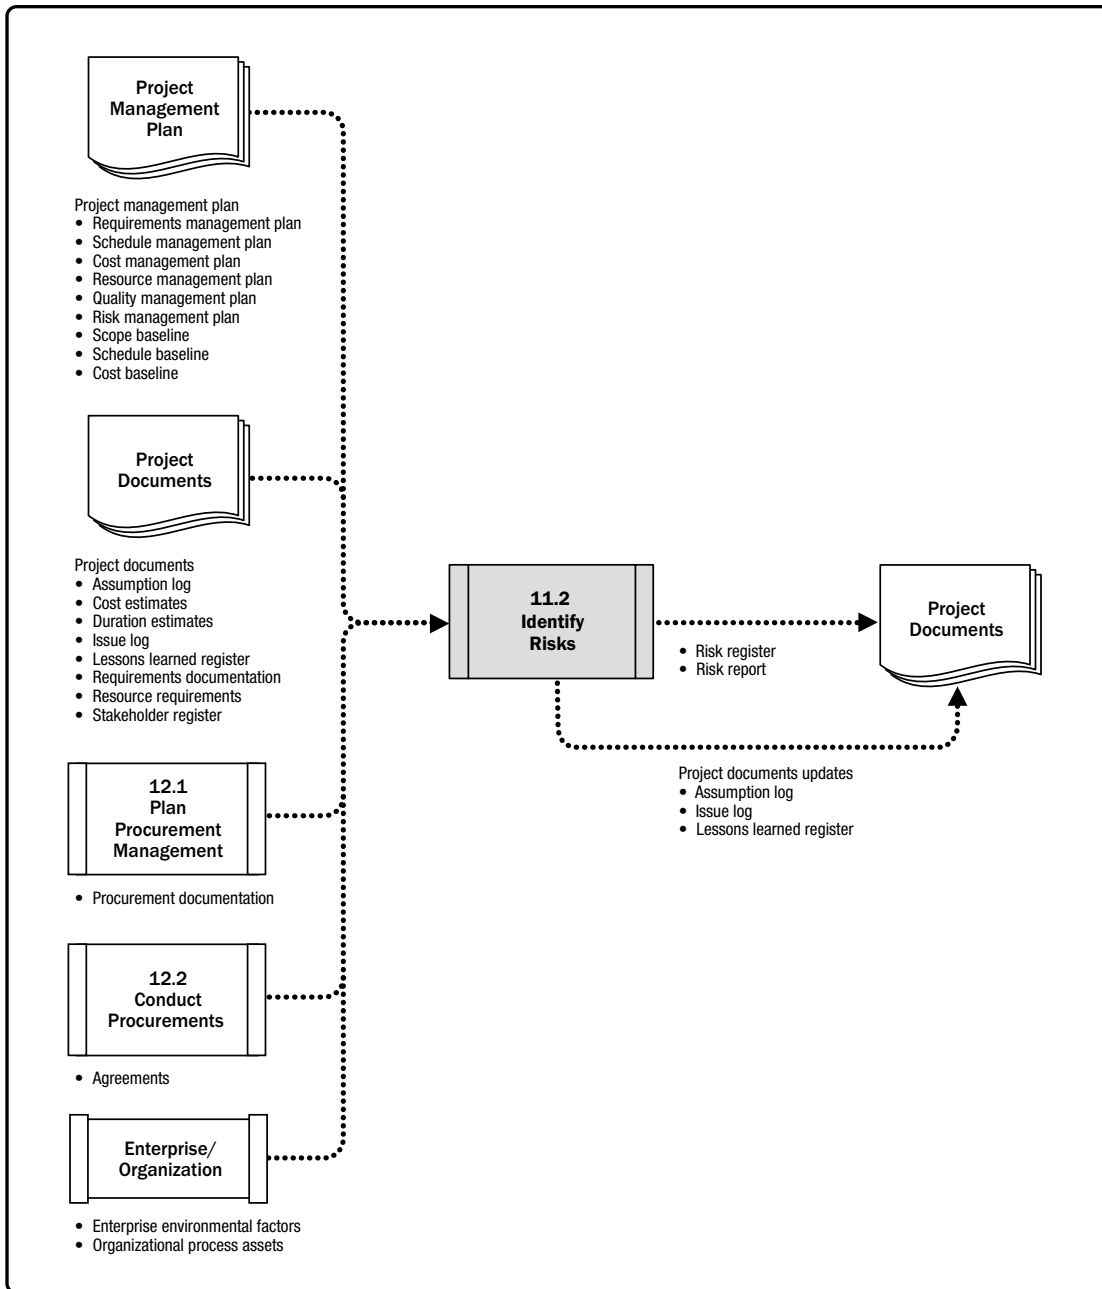 Project
Management
Plan
Project management plan
• Requirements management plan
• Schedule management plan
• Cost management plan
• Resource management plan
• Quality management plan
• Risk management plan
• Scope baseline
• Schedule baseline
• Cost baseline
Project
Documents
Project documents
• Assumption log
• Cost estimates
• Duration estimates
• Issue log
• Lessons learned register
• Requirements documentation
• Resource requirements
• Stakeholder register
12.1
Plan
Procurement
Management
• Procurement documentation
12.2
Conduct
Procurements
• Agreements
Enterprise/
Organization
• Enterprise environmental factors
• Organizational process assets
11.2
Identify
Risks
• Risk register
• Risk report
Project
Documents
Project documents updates
• Assumption log
• Issue log
• Lessons learned register